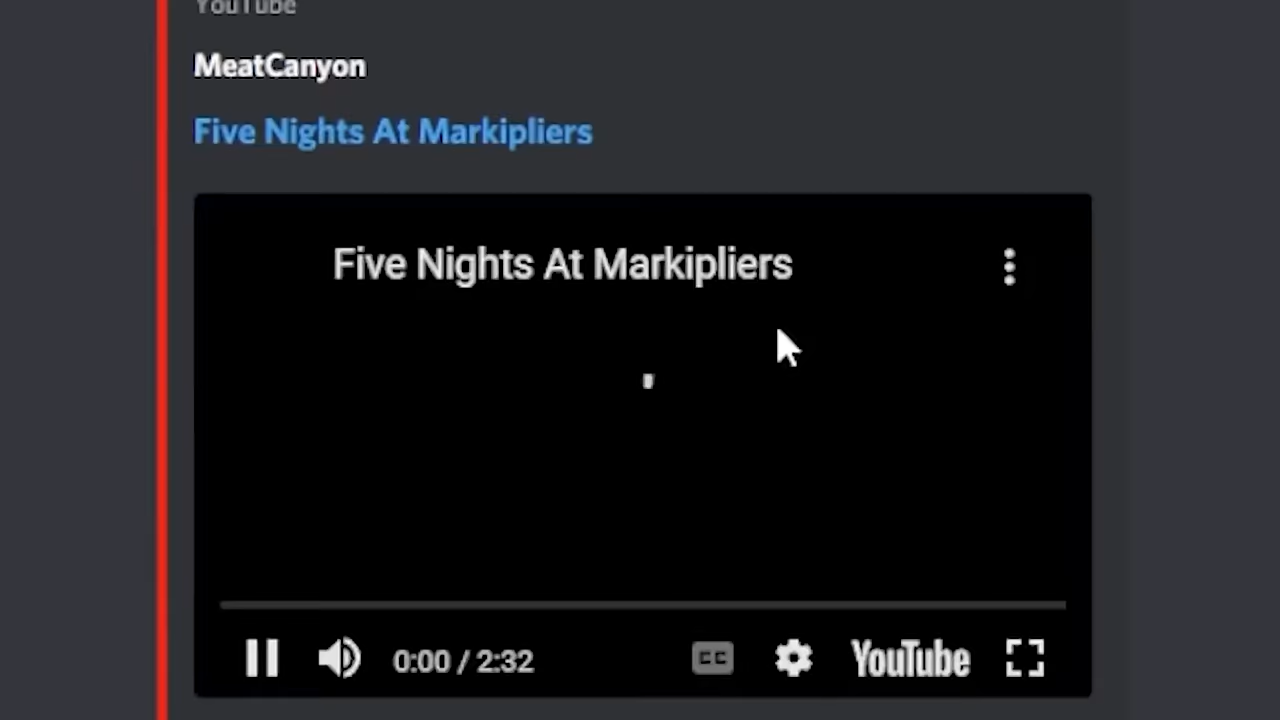 YouTube
MeatCanyon
Five Nights At Markipliers
Five Nights At Markipliers
0:00 / 2:32
CC
YouTube